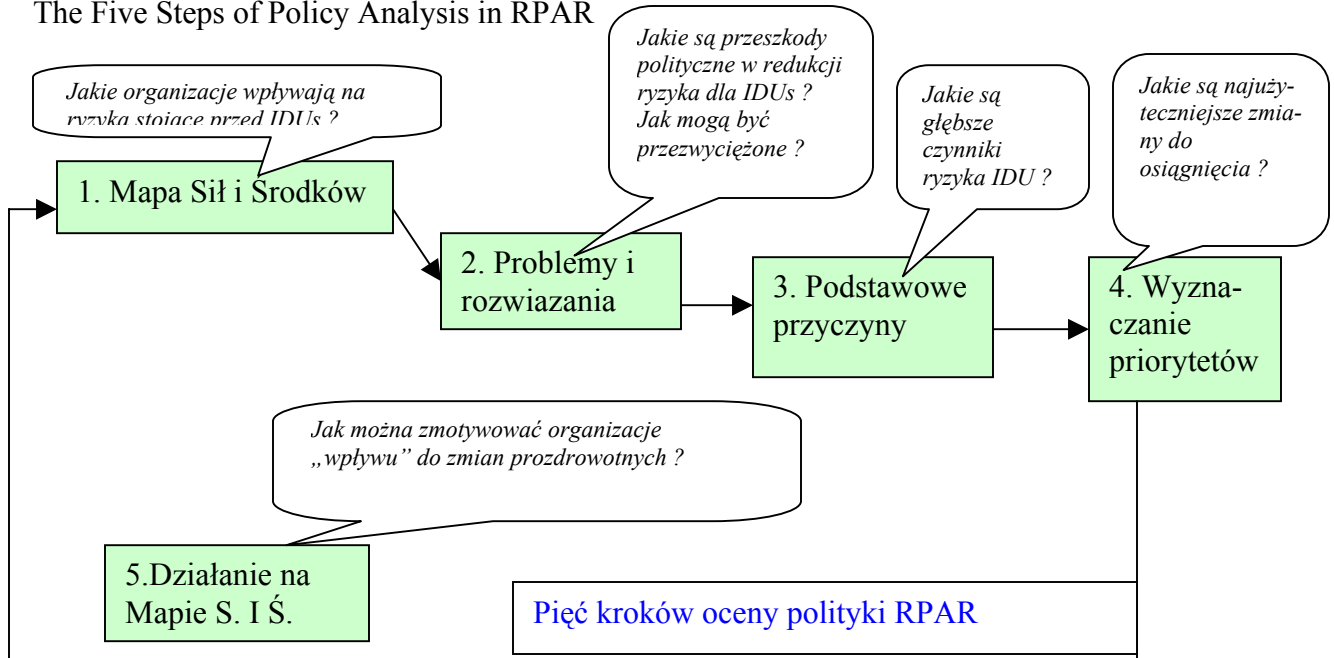 The Five Steps of Policy Analysis in RPAR
Jakie organizacje wpływają na
ryzyka stojące przed IDUs ?
1. Mapa Sił i Srodków
Jakie są przeszkody
polityczne w redukcji
ryzyka dla IDUs ?
Jak mogą być
przezwyciężone ?
2. Problemy i
rozwiazania
Jakie są
głębsze
czynniki
ryzyka IDU ?
3. Podstawowe
przyczyny
Jakie są najuży-
teczniejsze zmia-
ny do
osiągnięcia ?
4. Wyzna-
czanie
priorytetów
Jak można zmotywować organizacje
„wpływu” do zmian prozdrowotnych ?
5.Działanie na
Mapie S. I Ś.
Pięć kroków oceny polityki RPAR